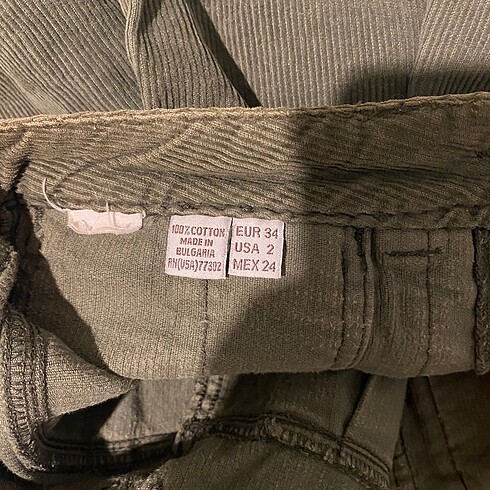 100%COTTON
MADE IN
BULGARIA
RN(USA)77302
EUR 34
USA 2
MEX 24